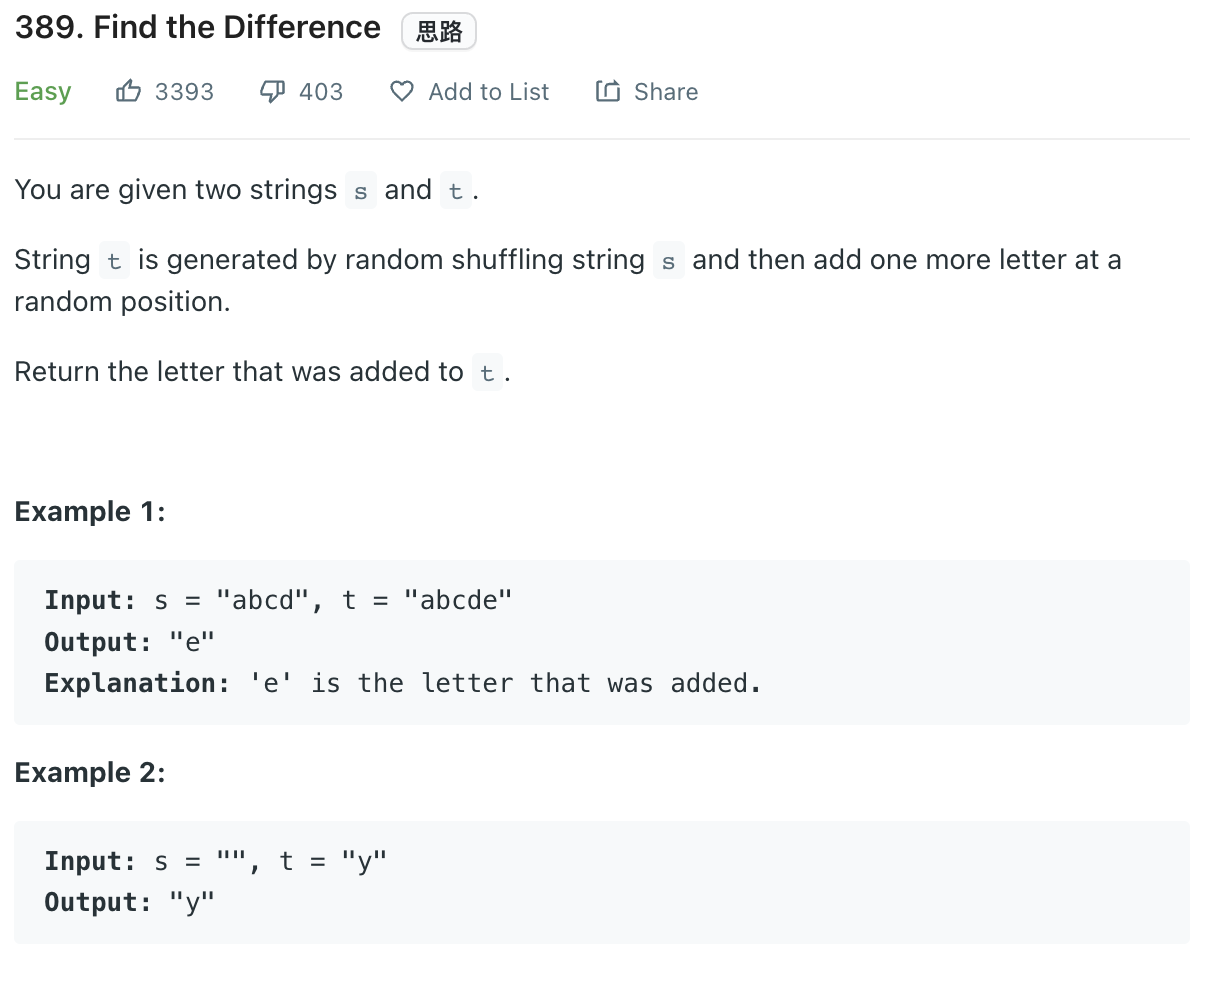 389. Find the Difference 思路
Easy 3393 403 Add to List Share
You are given two strings s and t.
String t is generated by random shuffling string s and then add one more letter at a
random position.
Return the letter that was added to t.
Example 1:
Input: s = "abcd", t = "abcde"
Output: "e"
Explanation: 'e' is the letter that was added.
Example 2:
Input: s = "", t = "y"
Output: "y"